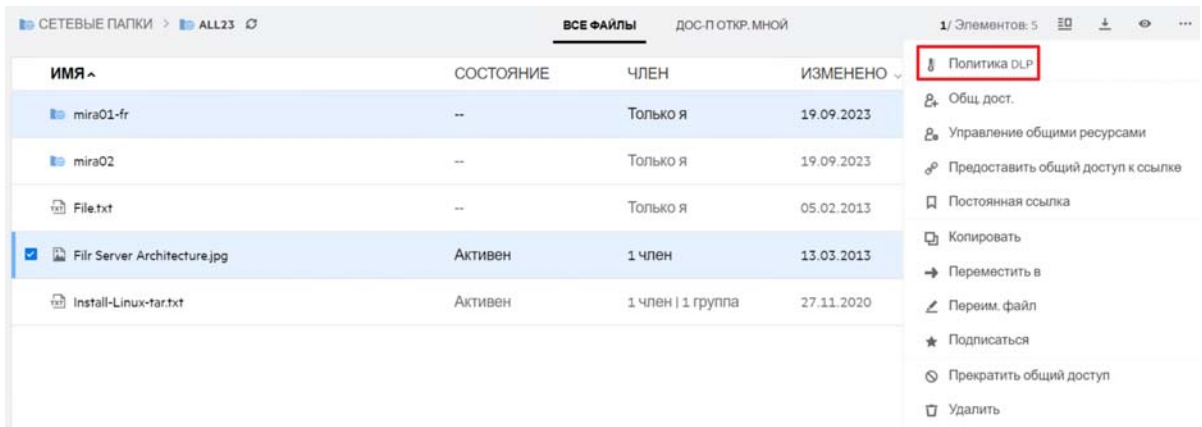 СЕТЕВЫЕ ПАПКИ > ALL23
ВСЕ ФАЙЛЫ
ДОС-П ОТКР. МНОЙ
1/ Элементов: 5
ИМЯ СОСТОЯНИЕ ЧЛЕН ИЗМЕНЕНО
mira01-fr -- Только я 19.09.2023
mira02 -- Только я 19.09.2023
TXT File.txt -- Только я 05.02.2013
Filr Server Architecture.jpg Активен 1 член 13.03.2013
TXT Install-Linux-tar.txt Активен 1 член | 1 группа 27.11.2020
Политика DLP
Общ. дост.
Управление общими ресурсами
Предоставить общий доступ к ссылке
Постоянная ссылка
Копировать
Переместить в
Переим. файл
Подписаться
Прекратить общий доступ
Удалить